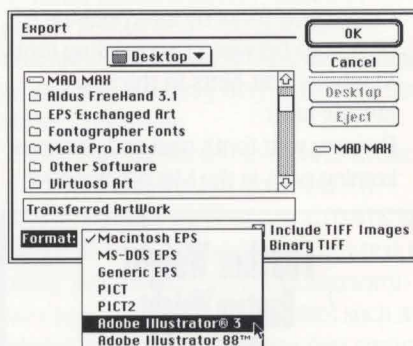 Export
Desktop
OK
Cancel
Desktop
Eject
MAD MAX
MAD MAX
Aldus FreeHand 3.1
EPS Exchanged Art
Fontographer Fonts
Meta Pro Fonts
Other Software
Virtuoso Art
Transferred ArtWork
Format:
✓Macintosh EPS
MS-DOS EPS
Generic EPS
PICT
PICT2
Adobe Illustrator® 3
Adobe Illustrator 88™
Include TIFF Images
Binary TIFF